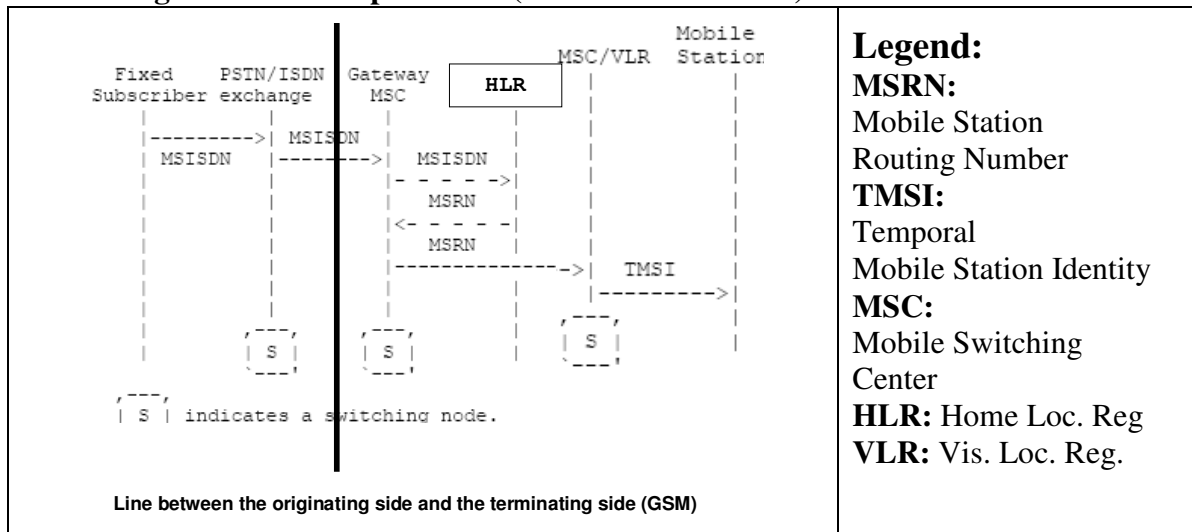 Mobile
MSC/VLR Station
Fixed PSTN/ISDN Gateway HLR
Subscriber exchange MSC
| | | | | |
|--------->| MSISDN | | | |
| MSISDN |-------->| MSISDN | | |
| | |- - - - ->| | |
| | | MSRN | | |
| | |<- - - - -| | |
| | | MSRN | | |
| | |--------------->| TMSI |
| | | | |--------->|
| S | | S | | S |
| S | indicates a switching node.
Line between the originating side and the terminating side (GSM)
Legend:
MSRN:
Mobile Station
Routing Number
TMSI:
Temporal
Mobile Station Identity
MSC:
Mobile Switching
Center
HLR: Home Loc. Reg
VLR: Vis. Loc. Reg.